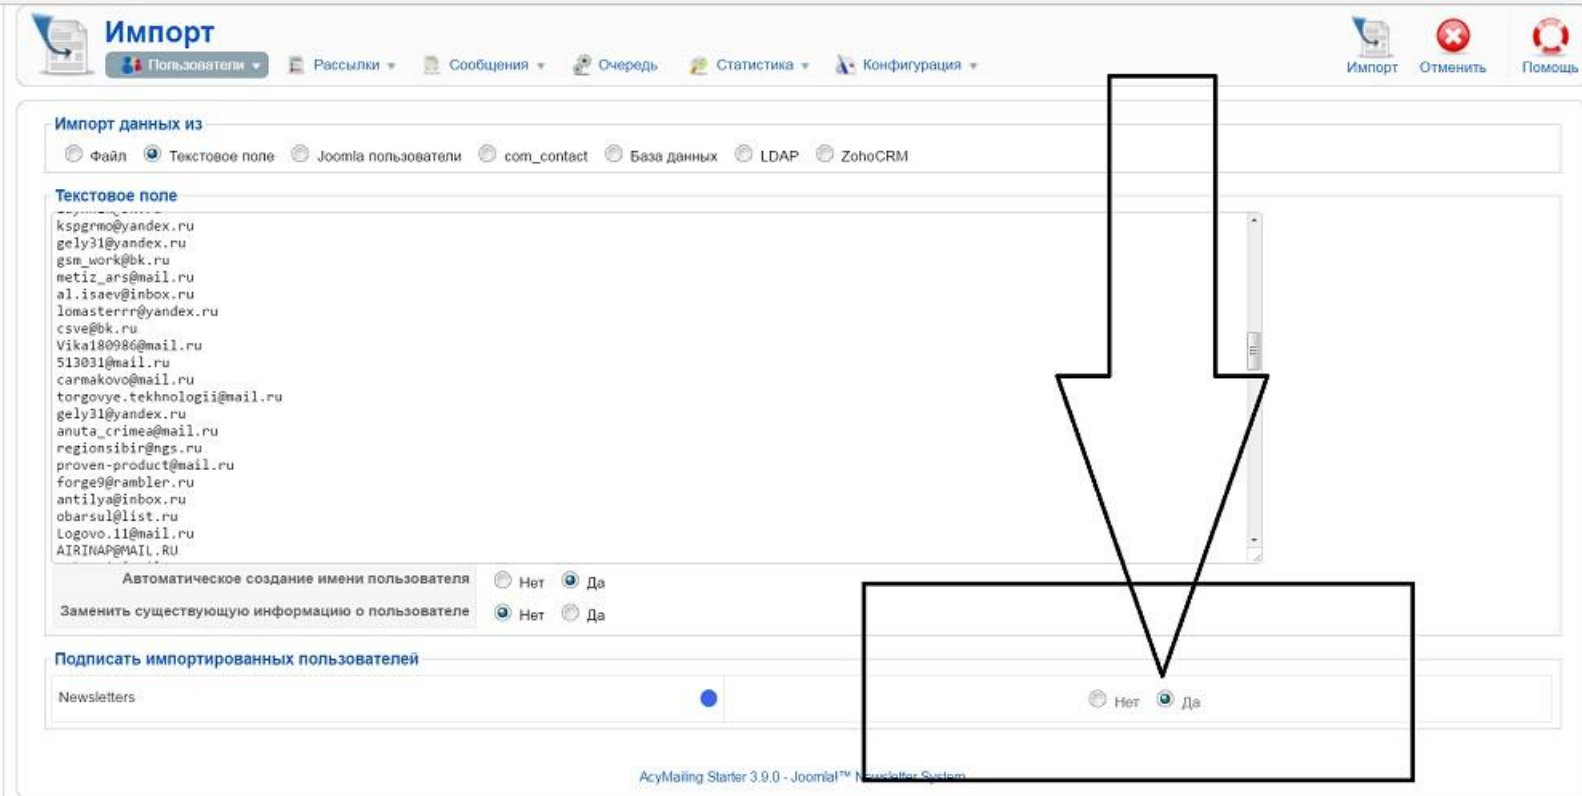 Импорт
Пользователи Рассылки Сообщения Очередь Статистика Конфигурация
Импорт Отменить Помощь
Импорт данных из
Файл Текстовое поле Joomla пользователи com_contact База данных LDAP ZohoCRM
Текстовое поле
kspgrmo@yandex.ru
gely31@yandex.ru
gsm_work@bk.ru
metiz_ars@mail.ru
al.isaev@inbox.ru
lomasterrr@yandex.ru
csve@bk.ru
Vika180986@mail.ru
513031@mail.ru
carmakovo@mail.ru
torgovye.tekhnologii@mail.ru
gely31@yandex.ru
anuta_crimea@mail.ru
regionsibir@ngs.ru
proven-product@mail.ru
forge9@rambler.ru
antilya@inbox.ru
obarsul@list.ru
Logovo.11@mail.ru
AIRINAP@MAIL.RU
Автоматическое создание имени пользователя Нет Да
Заменить существующую информацию о пользователе Нет Да
Подписать импортированных пользователей
Newsletters Нет Да
AcyMailing Starter 3.9.0 - Joomla!™ Newsletter System